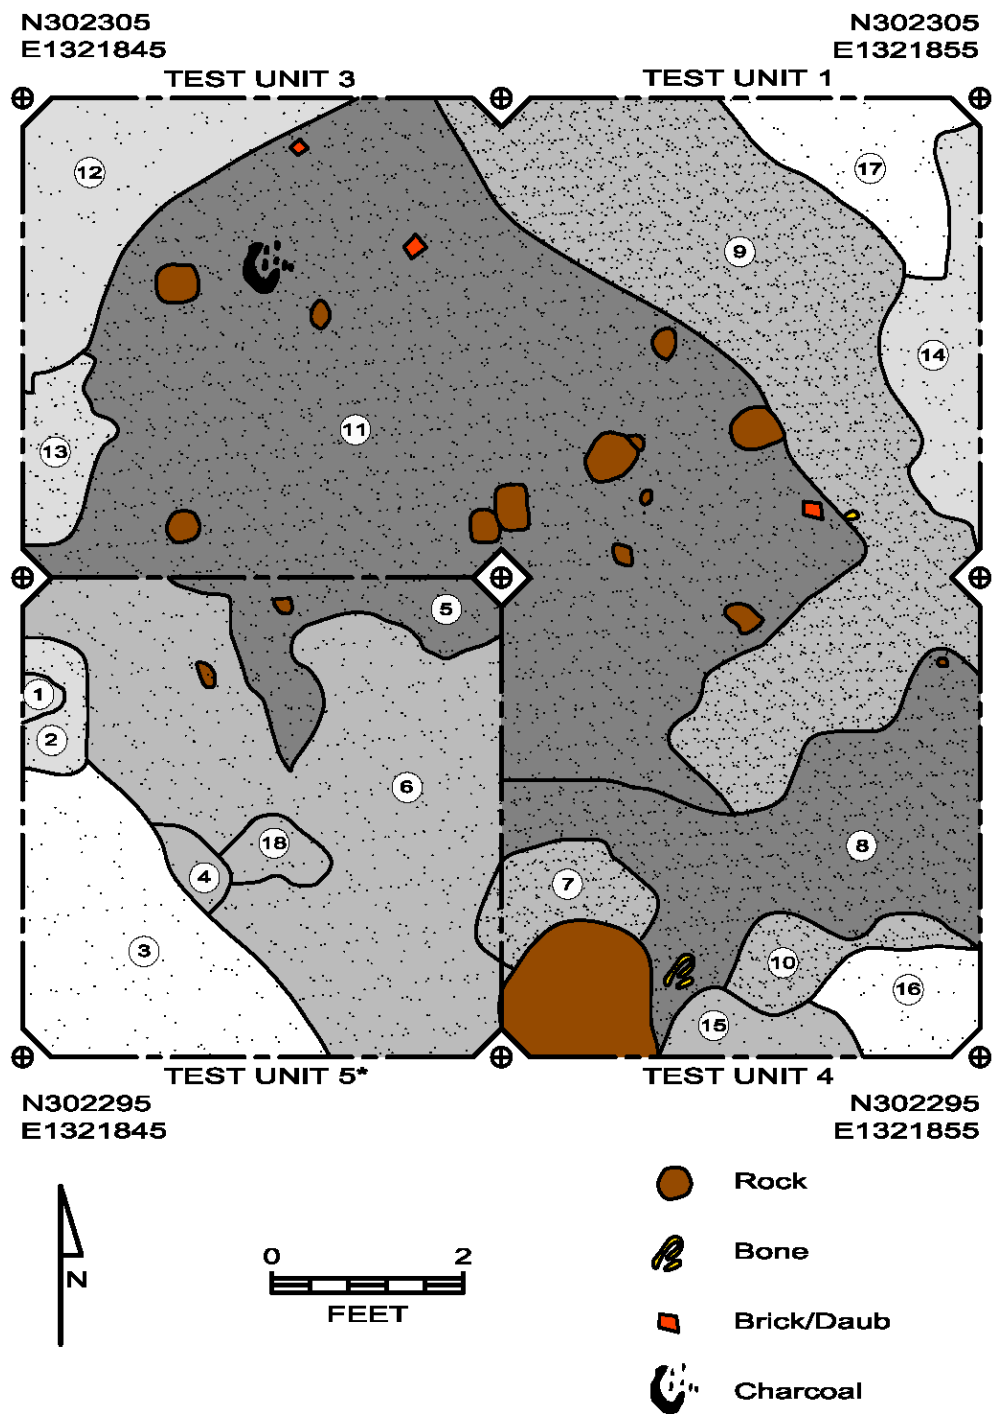 N302305
E1321845
N302305
E1321855
TEST UNIT 3
TEST UNIT 1
12
17
9
14
11
13
5
1
2
6
18
4
3
8
7
10
16
15
TEST UNIT 5*
TEST UNIT 4
N302295
E1321845
N302295
E1321855
N
0 2
FEET
Rock
Bone
Brick/Daub
Charcoal